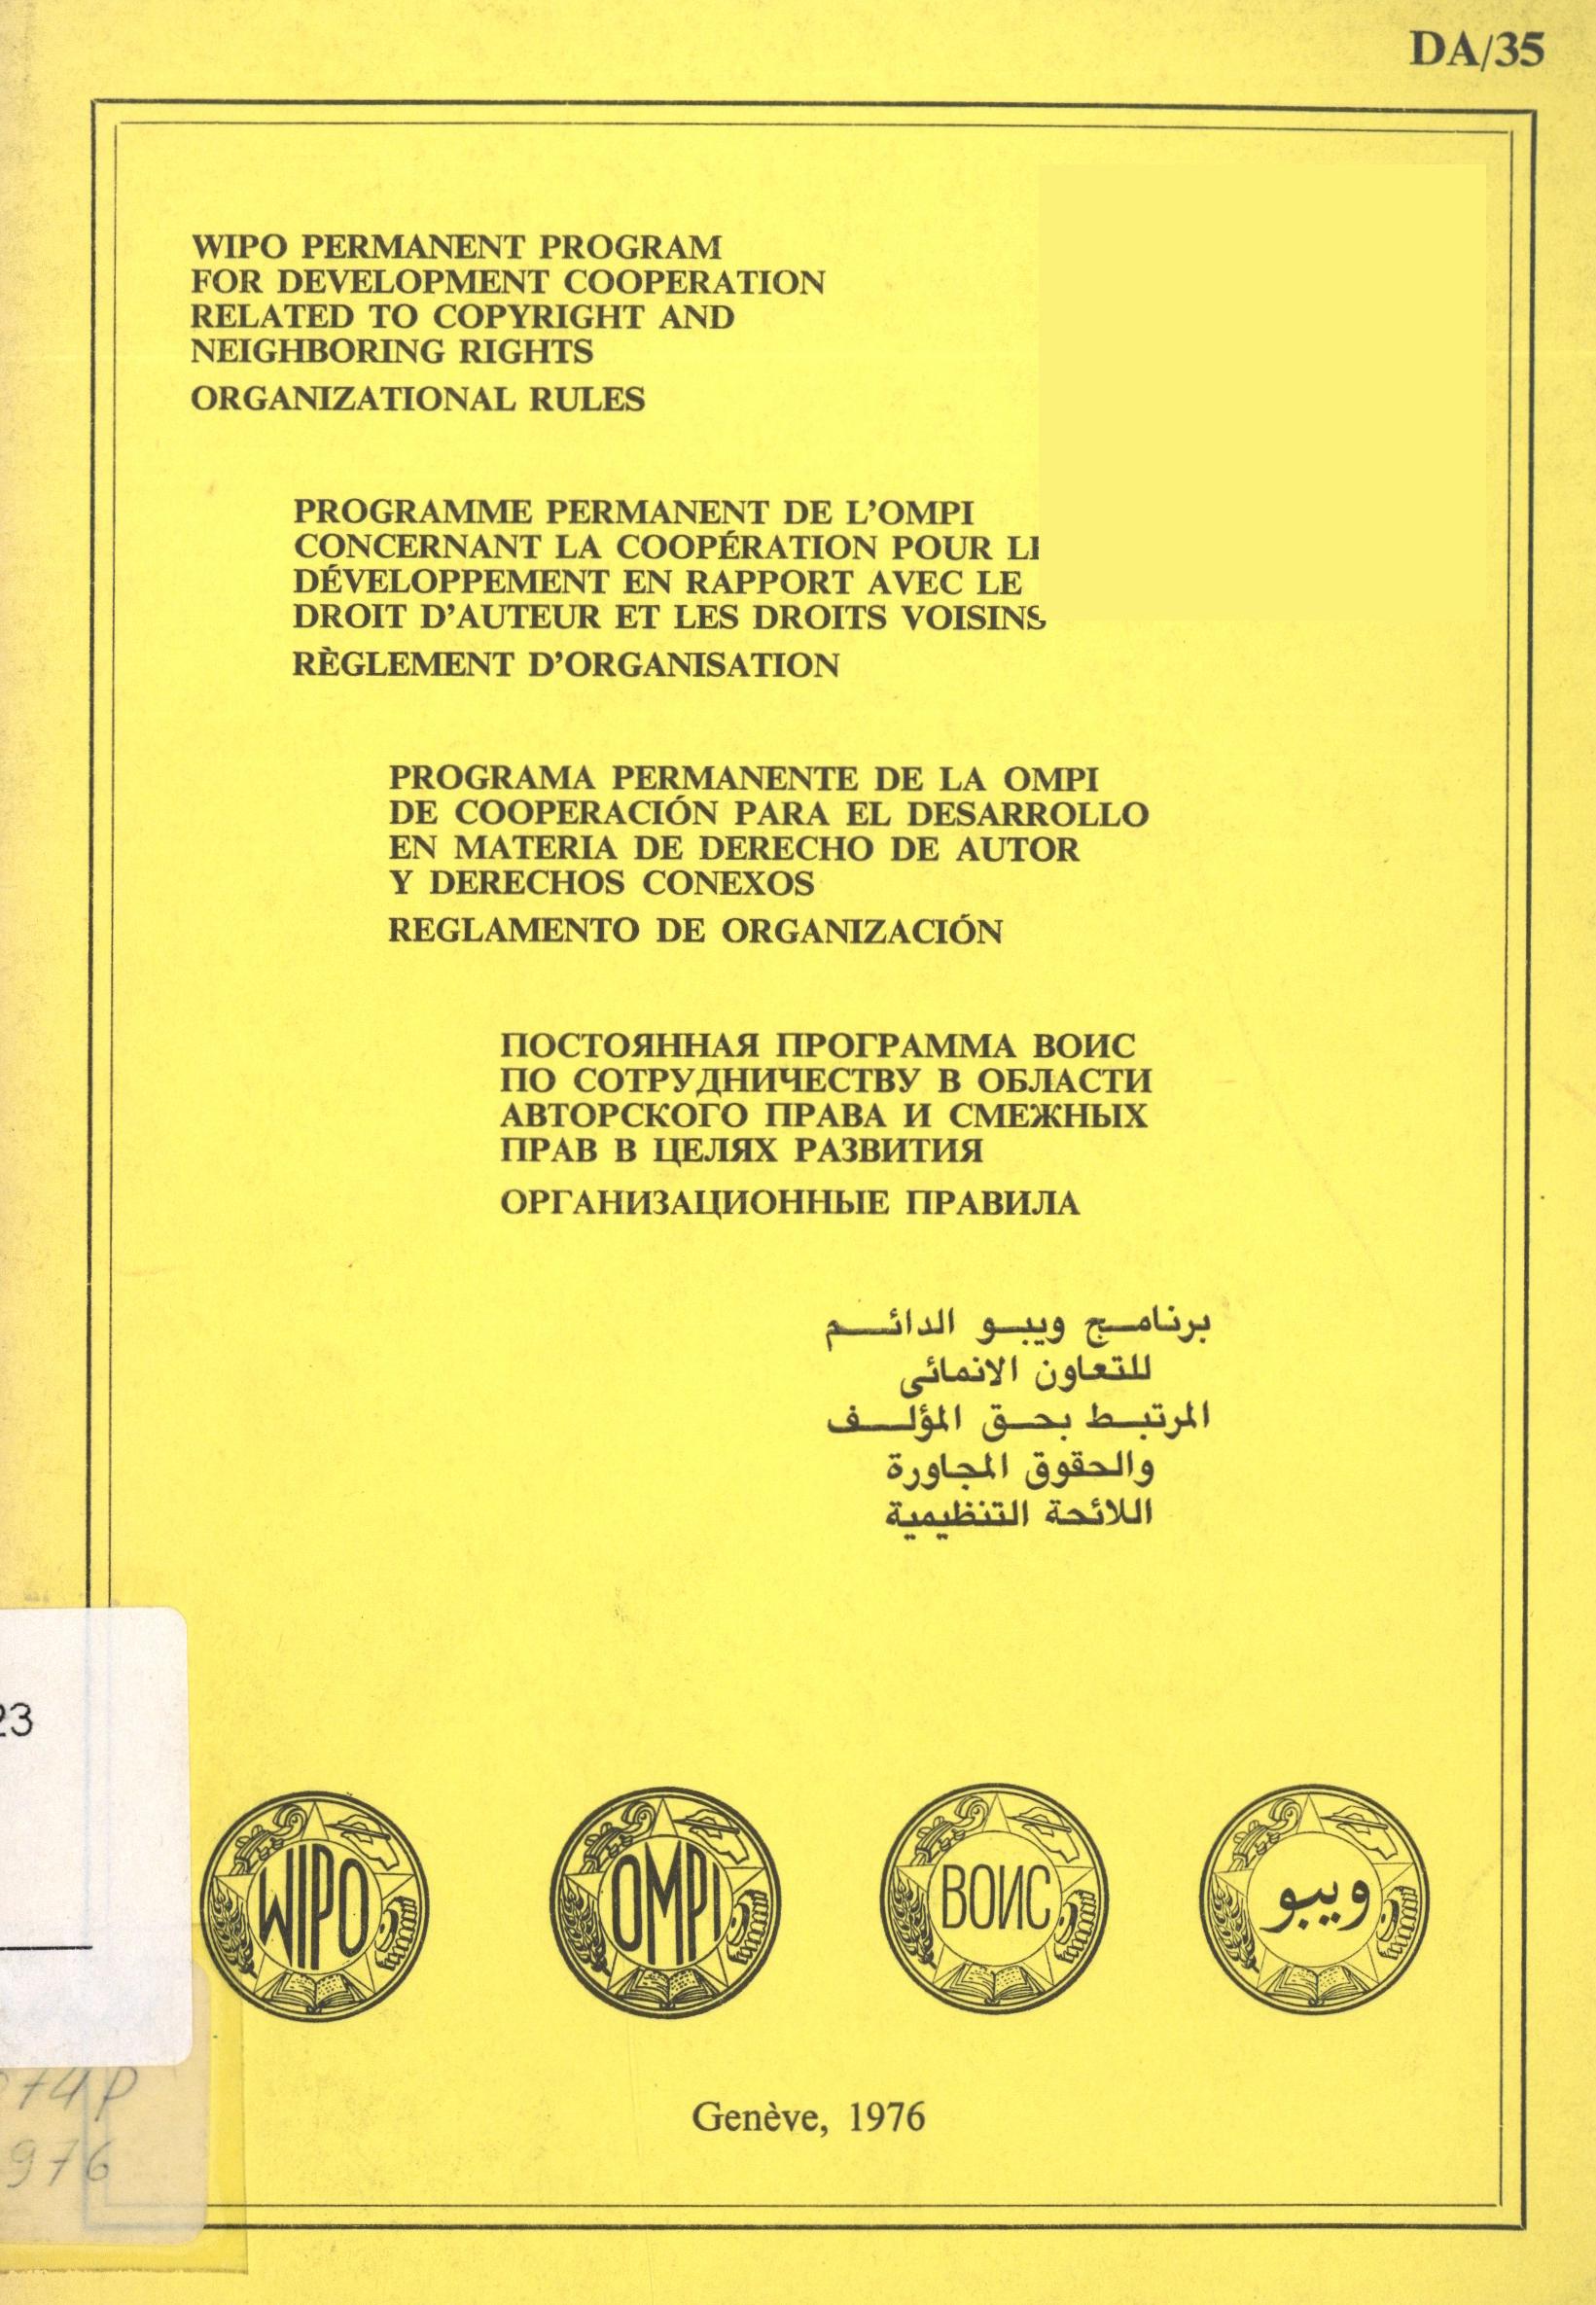 DA/35
WIPO PERMANENT PROGRAM
FOR DEVELOPMENT COOPERATION
RELATED TO COPYRIGHT AND
NEIGHBORING RIGHTS
ORGANIZATIONAL RULES
PROGRAMME PERMANENT DE L'OMPI
CONCERNANT LA COOPÉRATION POUR
DÉVELOPPEMENT EN RAPPORT AVEC LE
DROIT D'AUTEUR ET LES DROITS VOISINS
RÈGLEMENT D'ORGANISATION
PROGRAMA PERMANENTE DE LA OMPI
DE COOPERACIÓN PARA EL DESARROLLO
EN MATERIA DE DERECHO DE AUTOR
Y DERECHOS CONEXOS
REGLAMENTO DE ORGANIZACIÓN
ПОСТОЯННАЯ ПРОГРАММА ВОИС
ПО СОТРУДНИЧЕСТВУ В ОБЛАСТИ
АВТОРСКОГО ПРАВА И СМЕЖНЫХ
ПРАВ В ЦЕЛЯХ РАЗВИТИЯ
ОРГАНИЗАЦИОННЫЕ ПРАВИЛА
برنامج ويبو الدائم
للتعاون الانمائى
المرتبط بحق المؤلف
والحقوق المجاورة
اللائحة التنظيمية
23
WIPO
OMPI
ВОИС
ويبو
74P
976
Genève, 1976